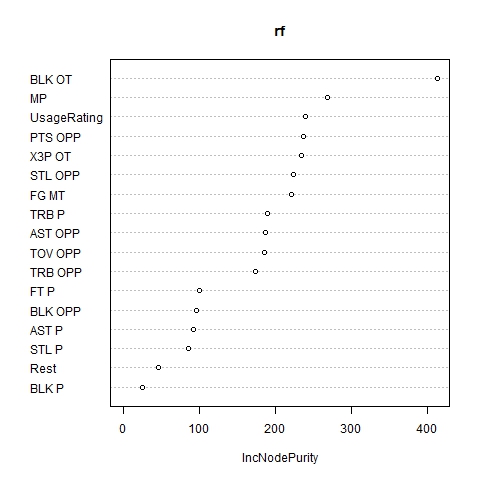 rf
BLK OT
MP
UsageRating
PTS OPP
X3P OT
STL OPP
FG MT
TRB P
AST OPP
TOV OPP
TRB OPP
FT P
BLK OPP
AST P
STL P
Rest
BLK P
0 100 200 300 400
IncNodePurity